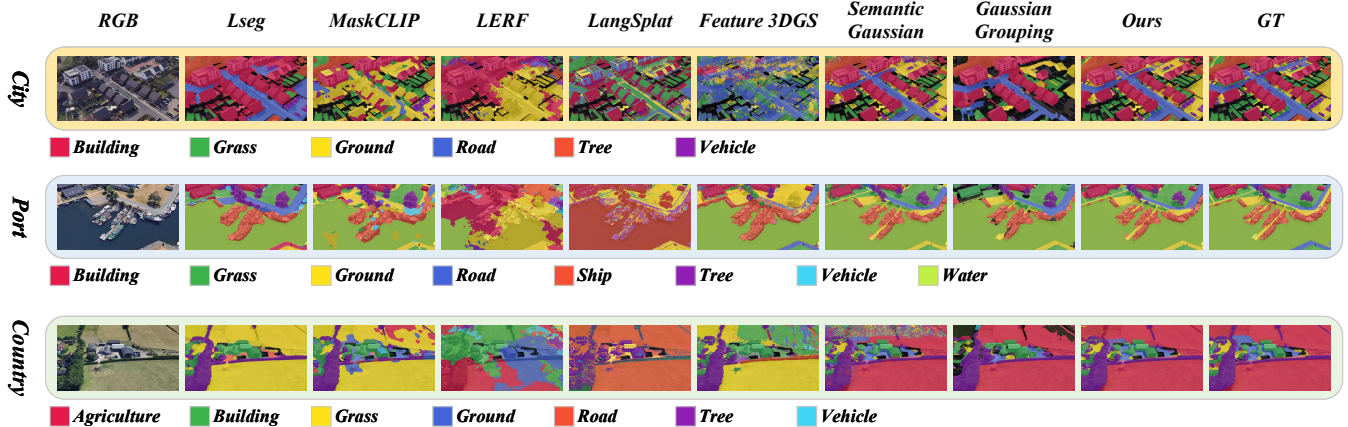 RGB Lseg MaskCLIP LERF LangSplat Feature 3DGS Semantic Gaussian Gaussian Grouping Ours GT
City
Building Grass Ground Road Tree Vehicle
Port
Building Grass Ground Road Ship Tree Vehicle Water
Country
Agriculture Building Grass Ground Road Tree Vehicle